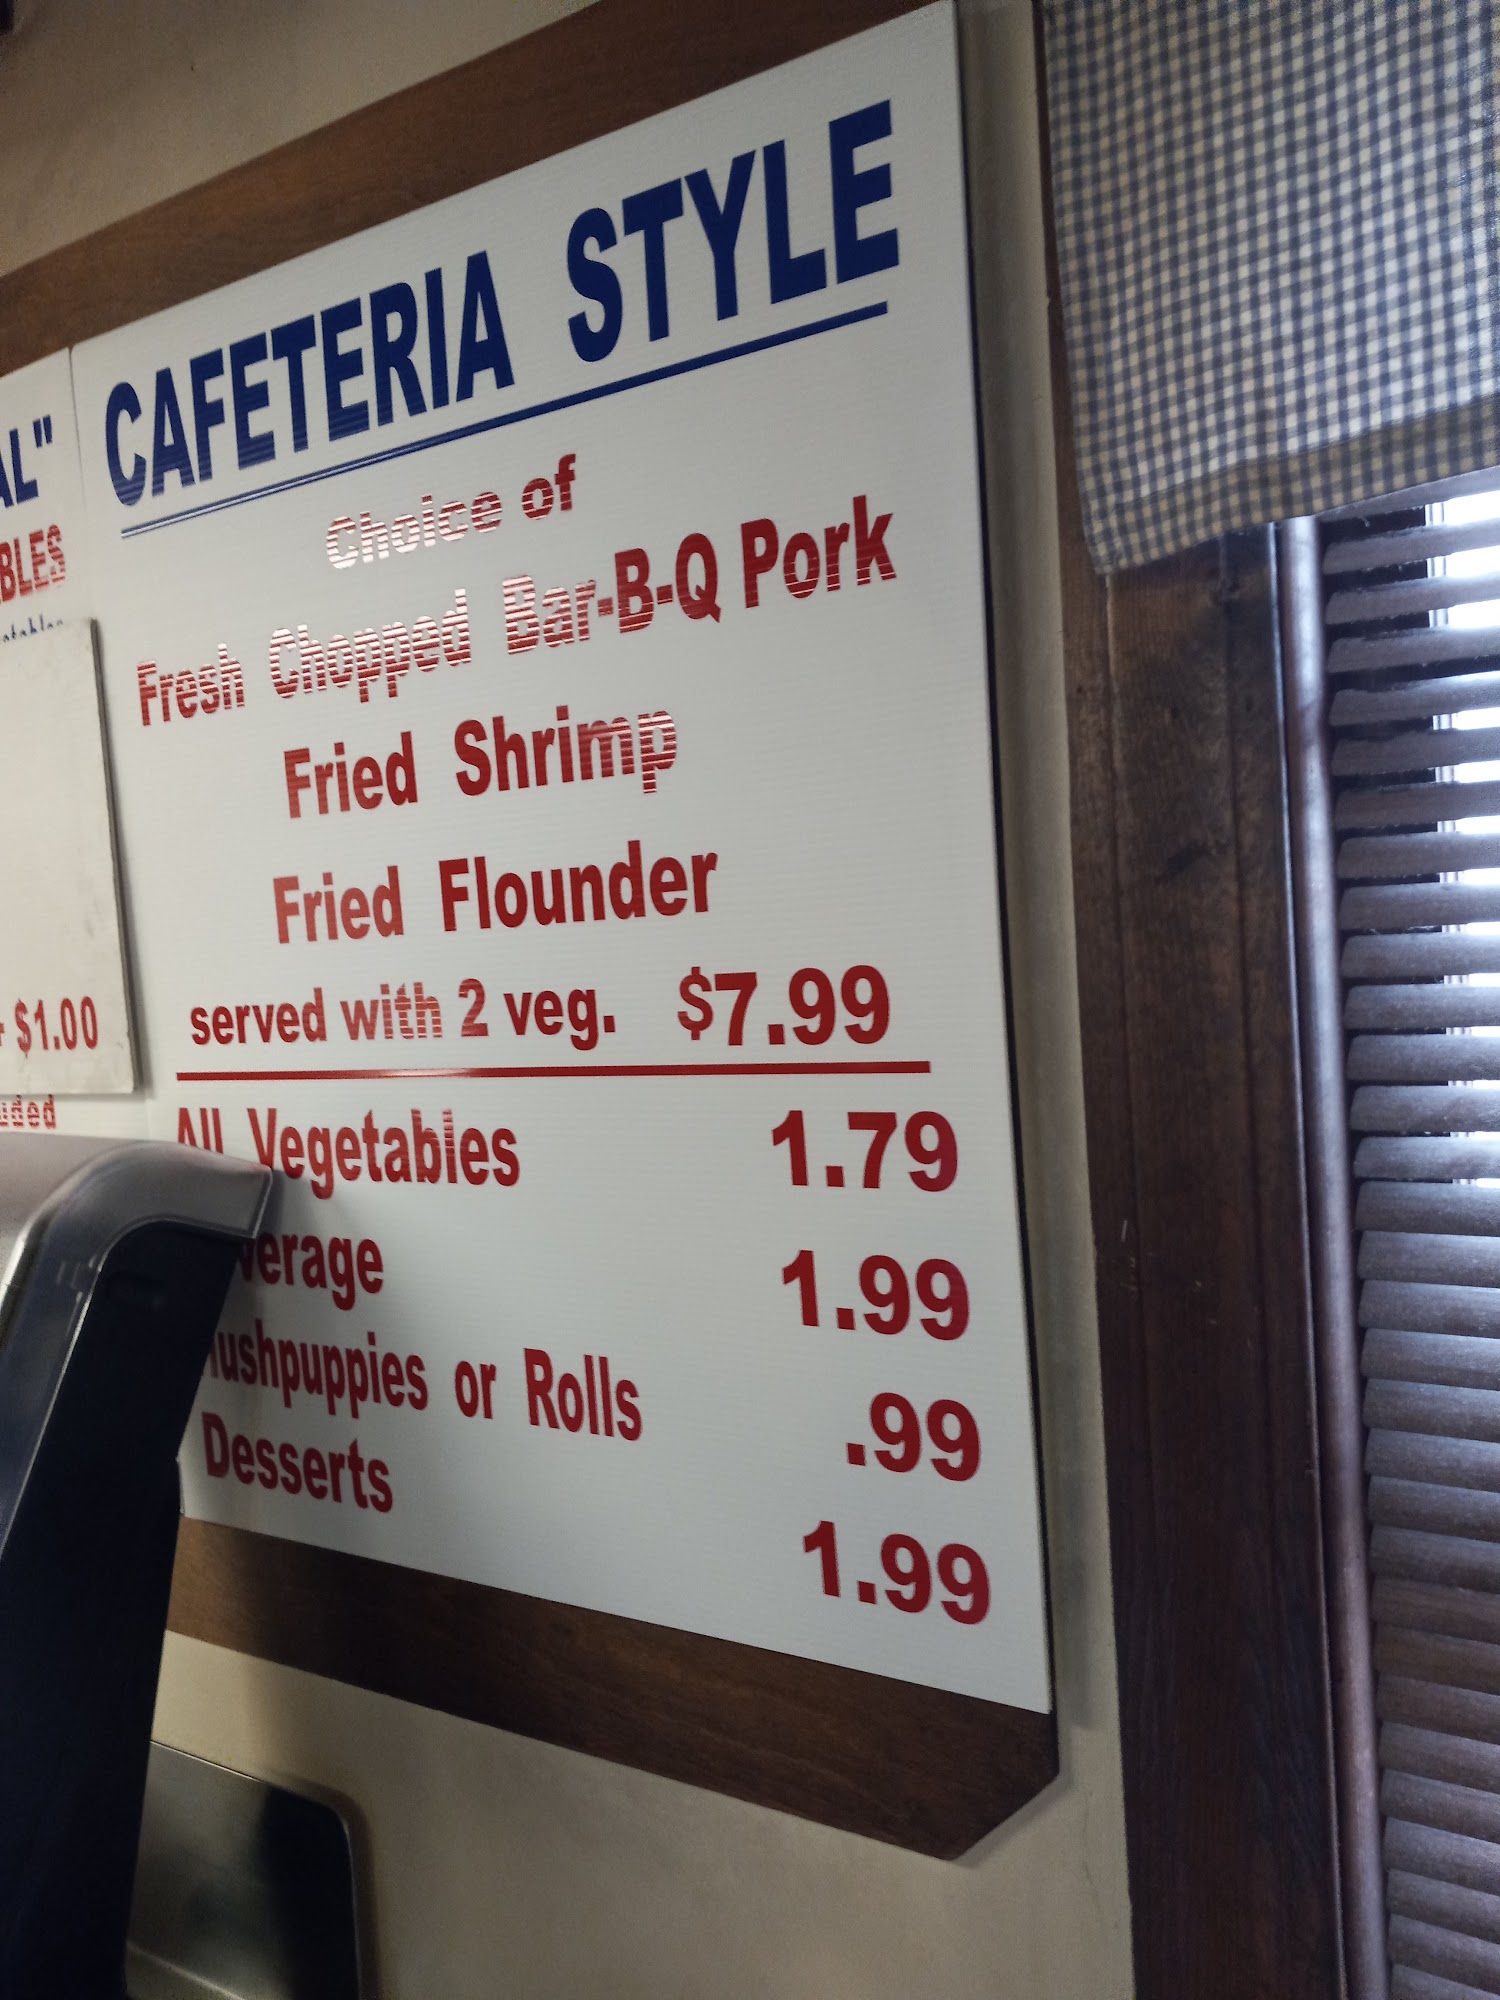 AL"
BLES
$1.00
CAFETERIA STYLE
Choice of
Fresh Chopped Bar-B-Q Pork
Fried Shrimp
Fried Flounder
served with 2 veg. $7.99
All Vegetables 1.79
verage 1.99
ushpuppies or Rolls .99
Desserts 1.99